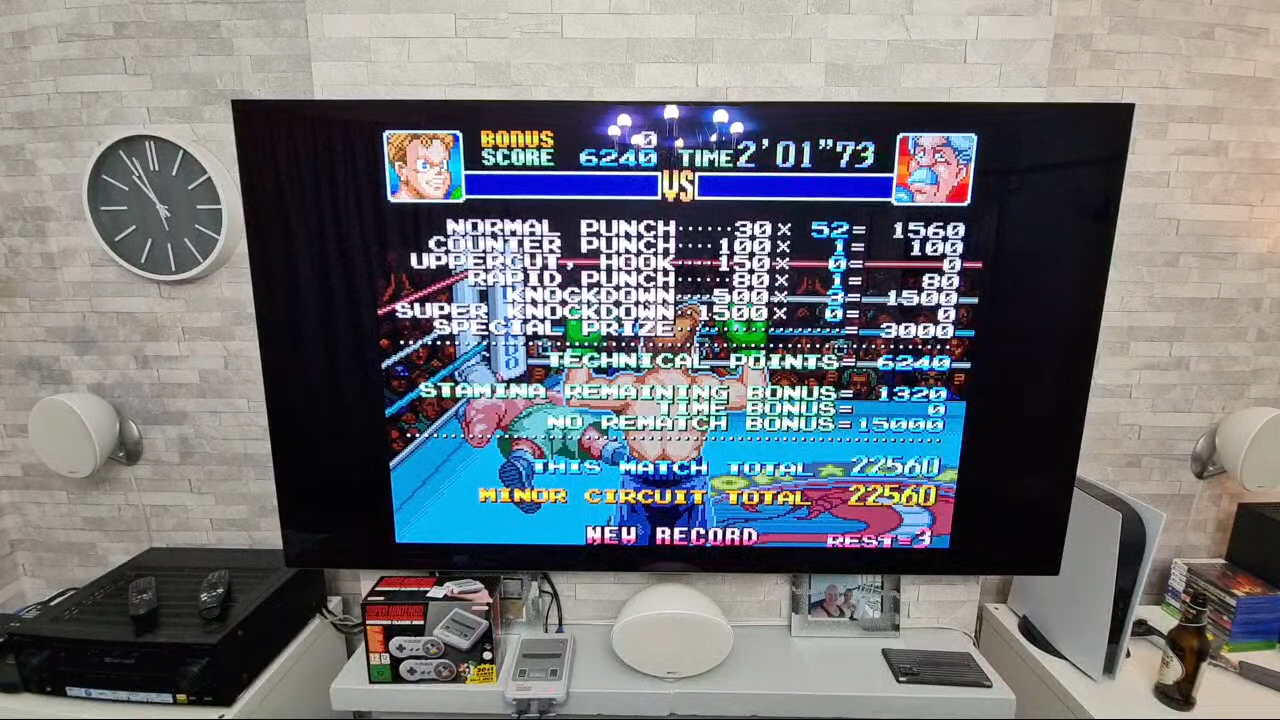 BONUS 0
SCORE 6240 TIME 2'01"73
VS
NORMAL PUNCH······30× 52= 1560
COUNTER PUNCH····100× 1= 100
UPPERCUT, HOOK····150× 0= 0
RAPID PUNCH······80× 1= 80
KNOCKDOWN····500× 3= 1500
SUPER KNOCKDOWN··1500× 0= 0
SPECIAL PRIZE················= 3000
TECHNICAL POINTS= 6240
STAMINA REMAINING BONUS= 1320
TIME BONUS= 0
NO REMATCH BONUS=15000
THIS MATCH TOTAL 22560
MINOR CIRCUIT TOTAL 22560
NEW RECORD
REST=3
SUPER NINTENDO